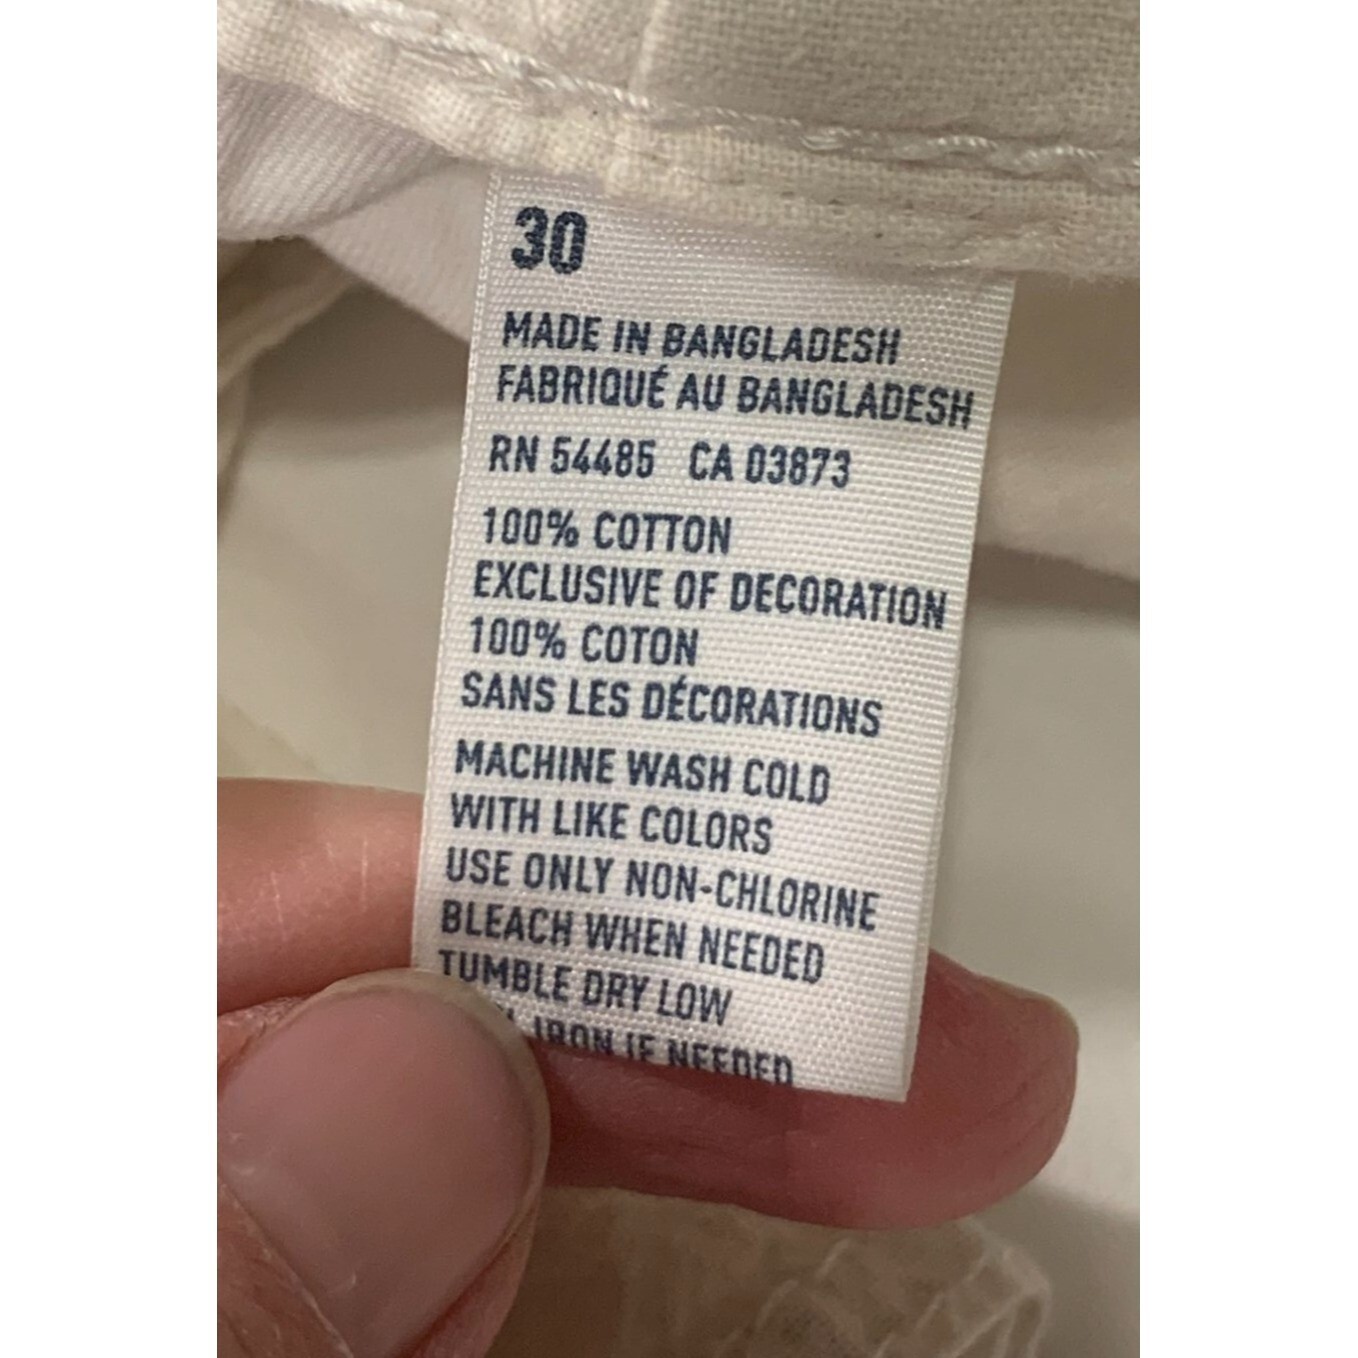 30
MADE IN BANGLADESH
FABRIQUÉ AU BANGLADESH
RN 54485 CA 03873
100% COTTON
EXCLUSIVE OF DECORATION
100% COTON
SANS LES DÉCORATIONS
MACHINE WASH COLD
WITH LIKE COLORS
USE ONLY NON-CHLORINE
BLEACH WHEN NEEDED
TUMBLE DRY LOW
IRON IF NEEDED